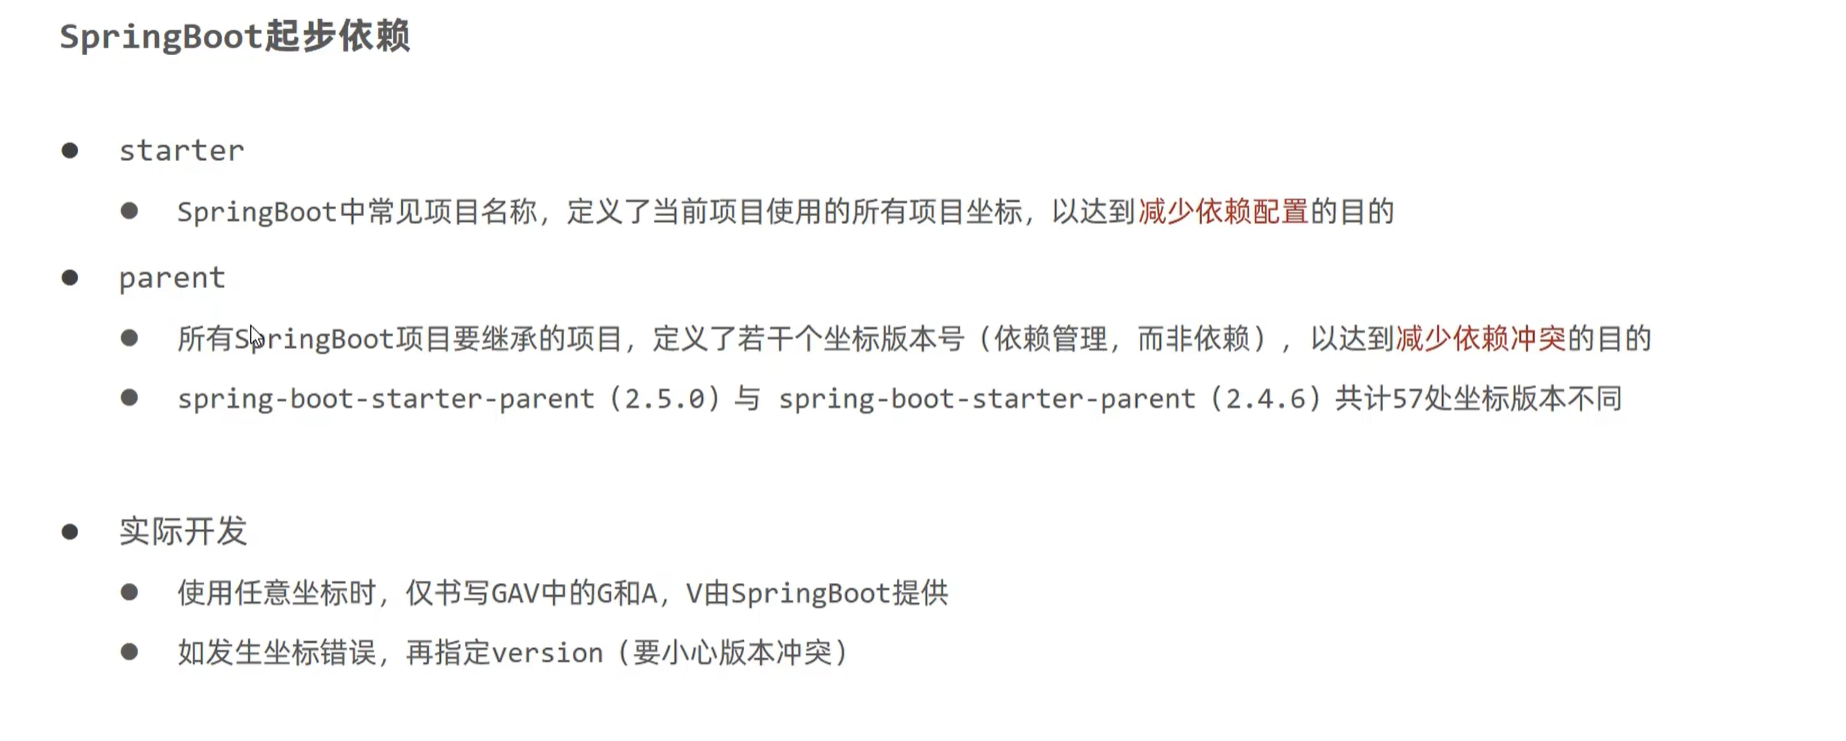 SpringBoot起步依赖
starter
SpringBoot中常见项目名称，定义了当前项目使用的所有项目坐标，以达到减少依赖配置的目的
parent
所有SpringBoot项目要继承的项目，定义了若干个坐标版本号（依赖管理，而非依赖），以达到减少依赖冲突的目的
spring-boot-starter-parent（2.5.0）与 spring-boot-starter-parent（2.4.6）共计57处坐标版本不同
实际开发
使用任意坐标时，仅书写GAV中的G和A，V由SpringBoot提供
如发生坐标错误，再指定version（要小心版本冲突）